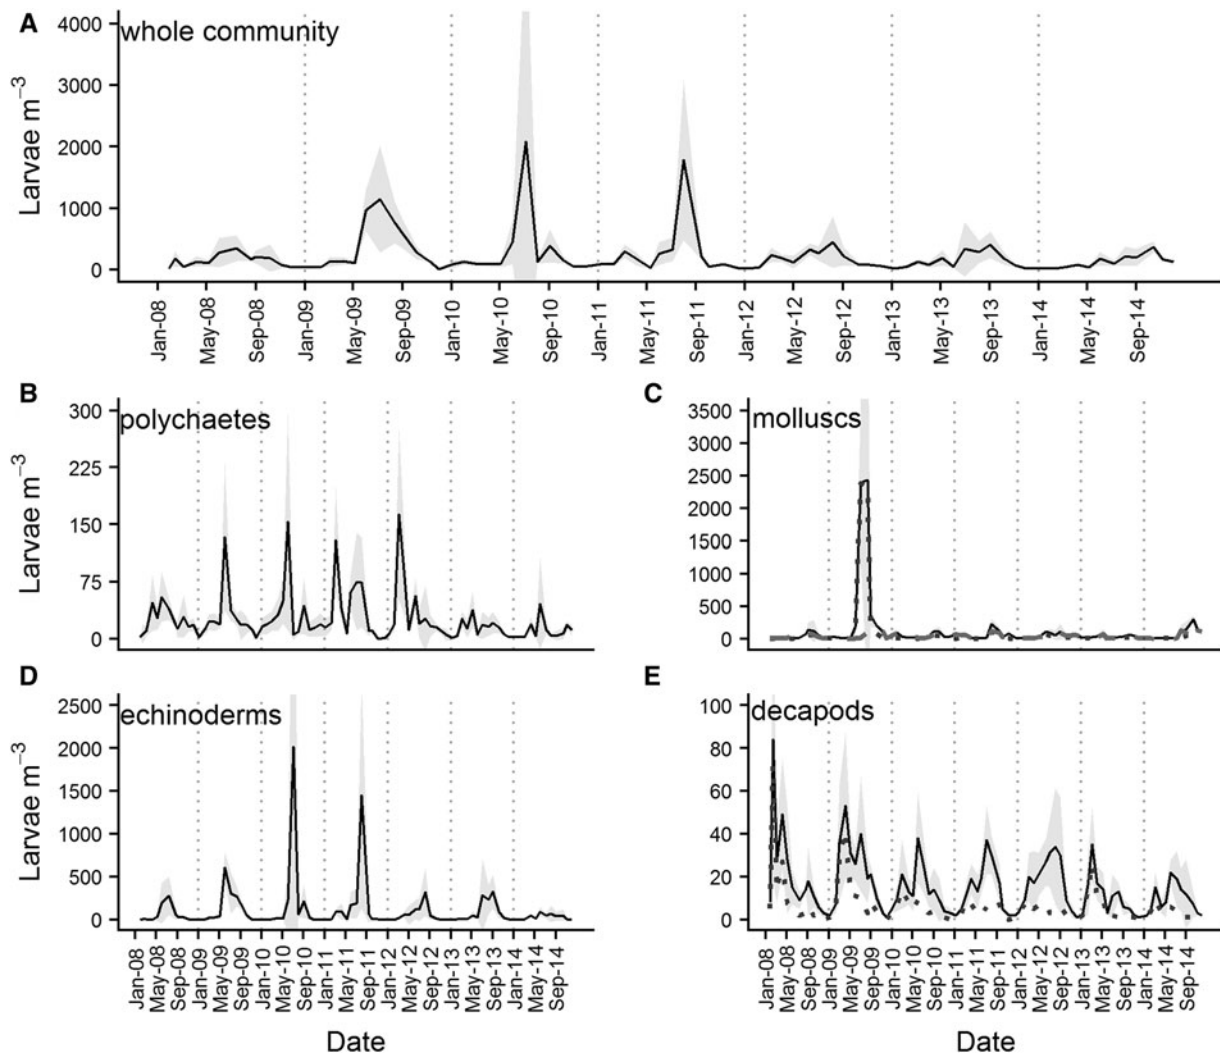 A
whole community
4000
3000
2000
1000
0
Larvae m⁻³
Jan-08
May-08
Sep-08
Jan-09
May-09
Sep-09
Jan-10
May-10
Sep-10
Jan-11
May-11
Sep-11
Jan-12
May-12
Sep-12
Jan-13
May-13
Sep-13
Jan-14
May-14
Sep-14
B
polychaetes
300
225
150
75
0
Larvae m⁻³
C
molluscs
3500
3000
2500
2000
1500
1000
500
0
D
echinoderms
2500
2000
1500
1000
500
0
Larvae m⁻³
Jan-08
May-08
Sep-08
Jan-09
May-09
Sep-09
Jan-10
May-10
Sep-10
Jan-11
May-11
Sep-11
Jan-12
May-12
Sep-12
Jan-13
May-13
Sep-13
Jan-14
May-14
Sep-14
Date
E
decapods
100
80
60
40
20
0
Jan-08
May-08
Sep-08
Jan-09
May-09
Sep-09
Jan-10
May-10
Sep-10
Jan-11
May-11
Sep-11
Jan-12
May-12
Sep-12
Jan-13
May-13
Sep-13
Jan-14
May-14
Sep-14
Date